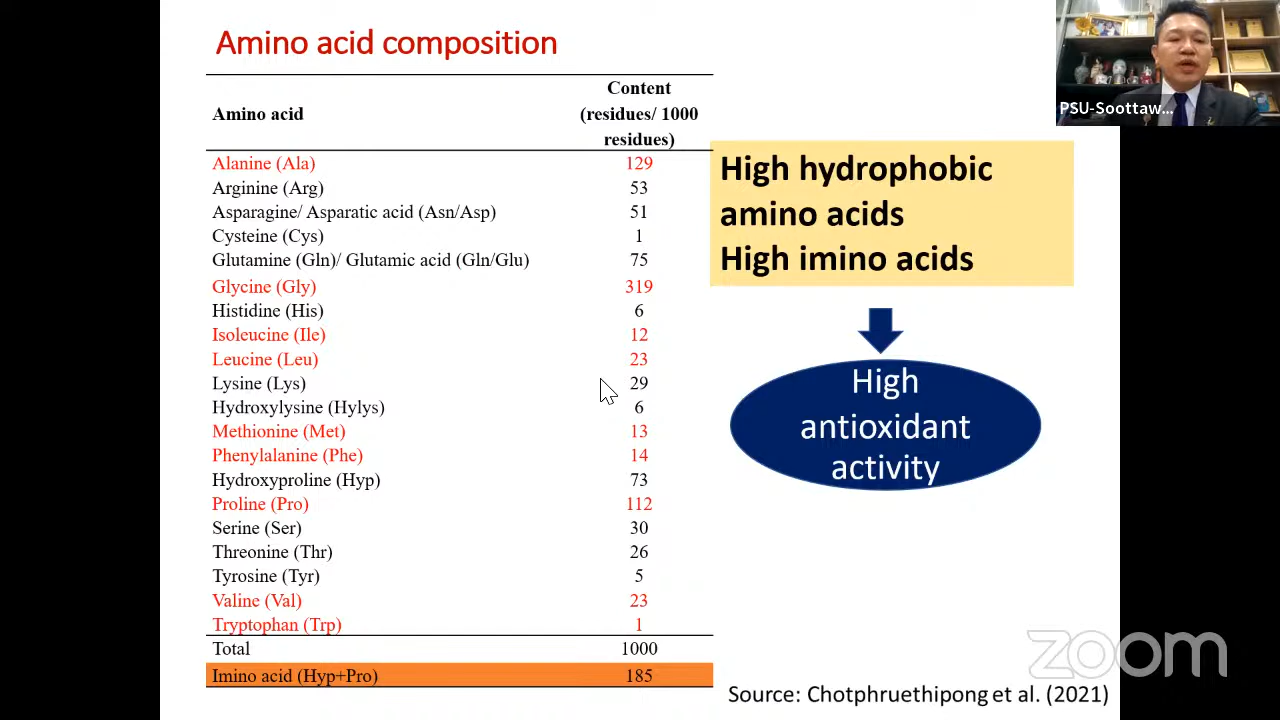 Amino acid composition
Amino acid
Content
(residues/ 1000
residues)
Alanine (Ala) 129
Arginine (Arg) 53
Asparagine/ Asparatic acid (Asn/Asp) 51
Cysteine (Cys) 1
Glutamine (Gln)/ Glutamic acid (Gln/Glu) 75
Glycine (Gly) 319
Histidine (His) 6
Isoleucine (Ile) 12
Leucine (Leu) 23
Lysine (Lys) 29
Hydroxylysine (Hylys) 6
Methionine (Met) 13
Phenylalanine (Phe) 14
Hydroxyproline (Hyp) 73
Proline (Pro) 112
Serine (Ser) 30
Threonine (Thr) 26
Tyrosine (Tyr) 5
Valine (Val) 23
Tryptophan (Trp) 1
Total 1000
Imino acid (Hyp+Pro) 185
High hydrophobic
amino acids
High imino acids
High
antioxidant
activity
Source: Chotphruethipong et al. (2021)
PSU-Soottaw...
zoom